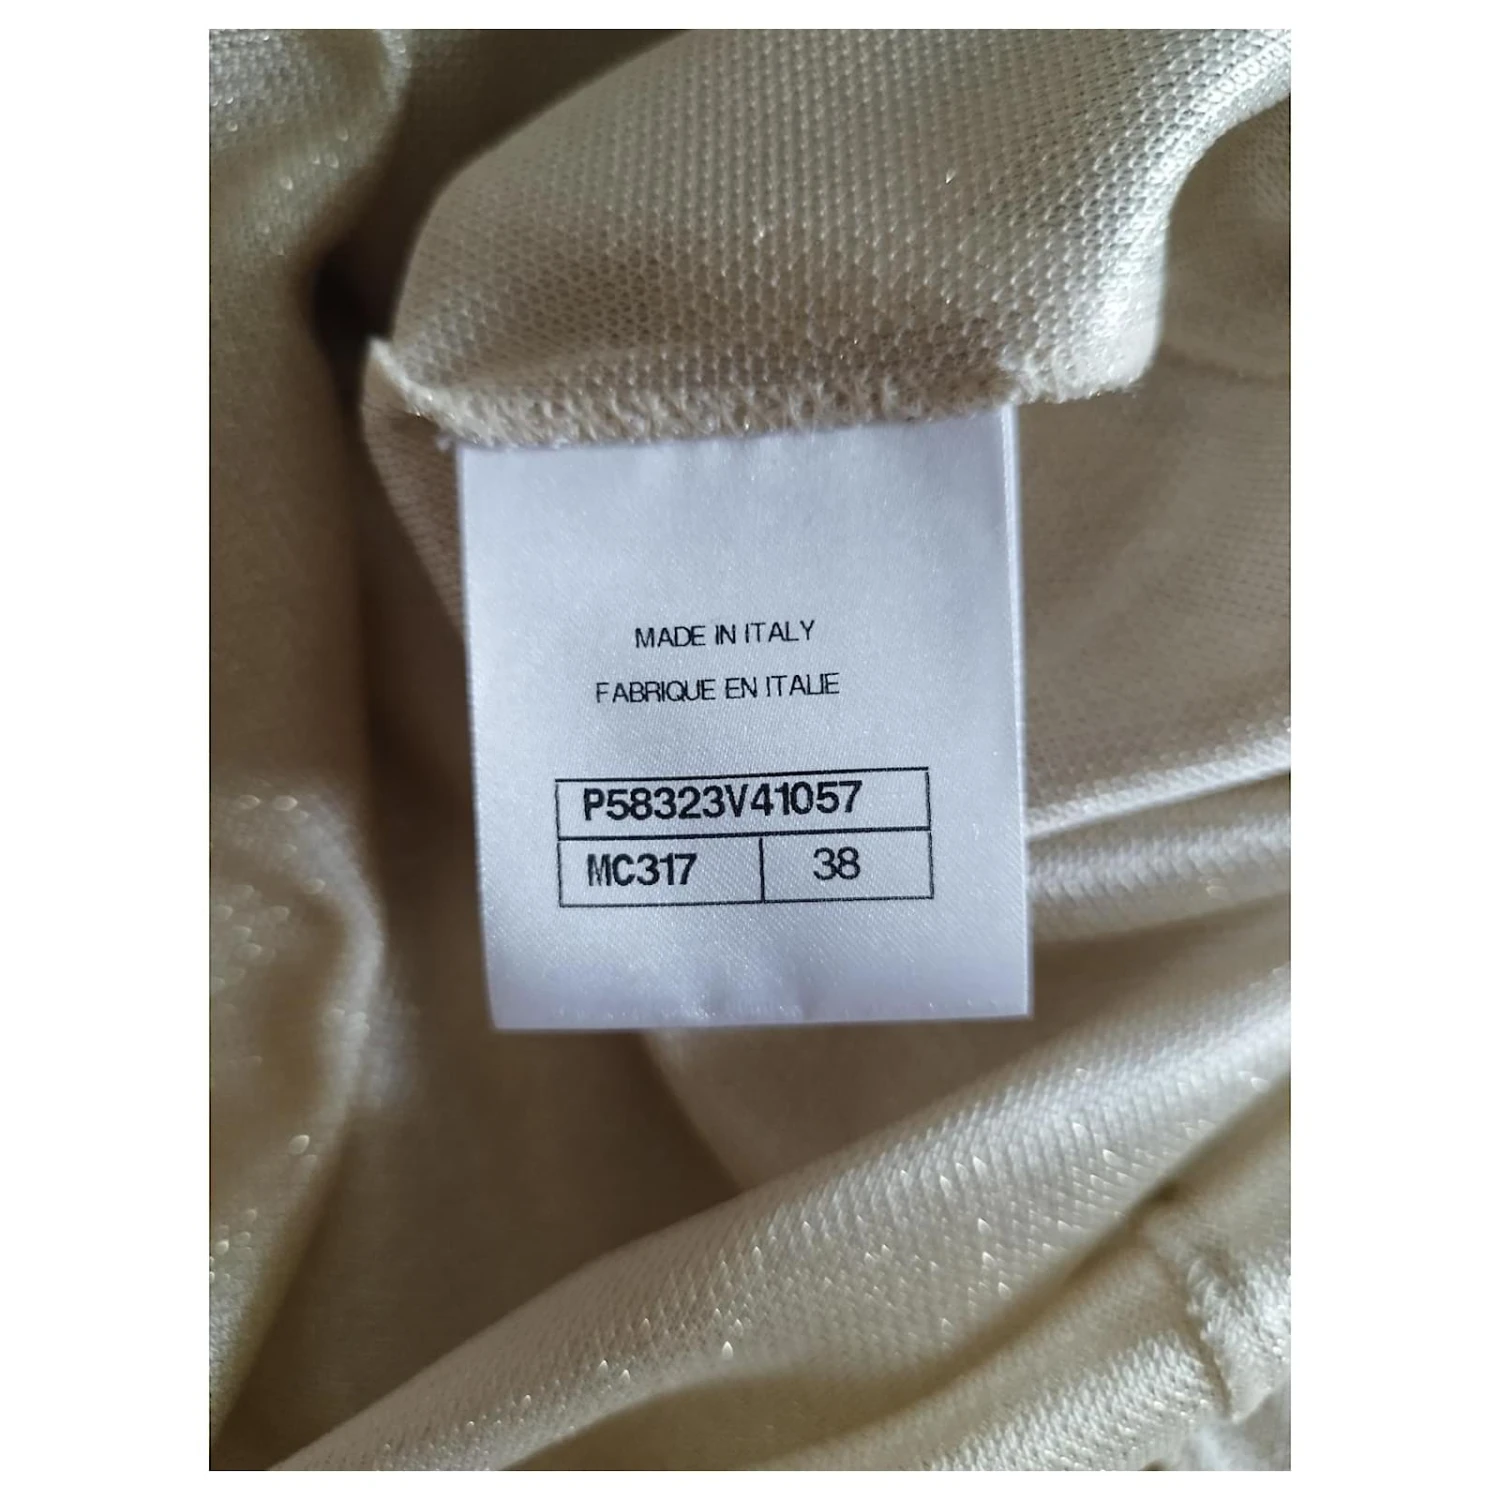 MADE IN ITALY
FABRIQUE EN ITALIE
P58323V41057
MC317 38